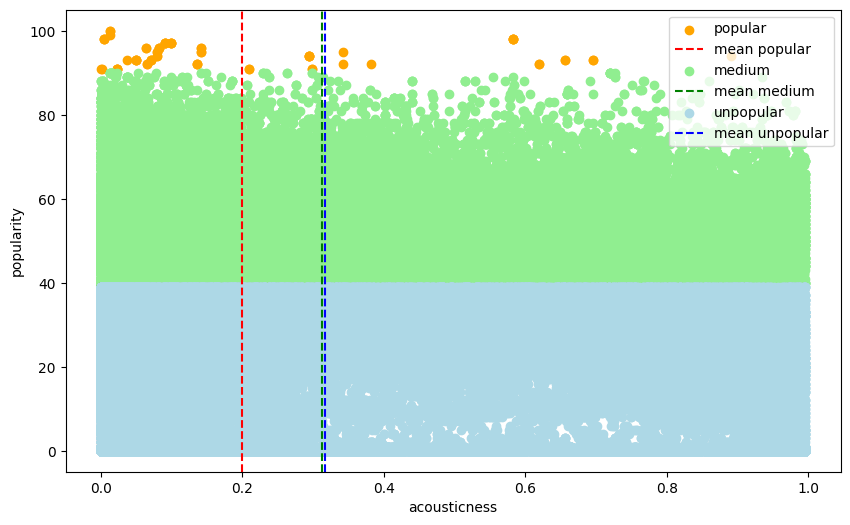 popular
mean popular
medium
mean medium
unpopular
mean unpopular
popularity
100
80
60
40
20
0
0.0 0.2 0.4 0.6 0.8 1.0
acousticness